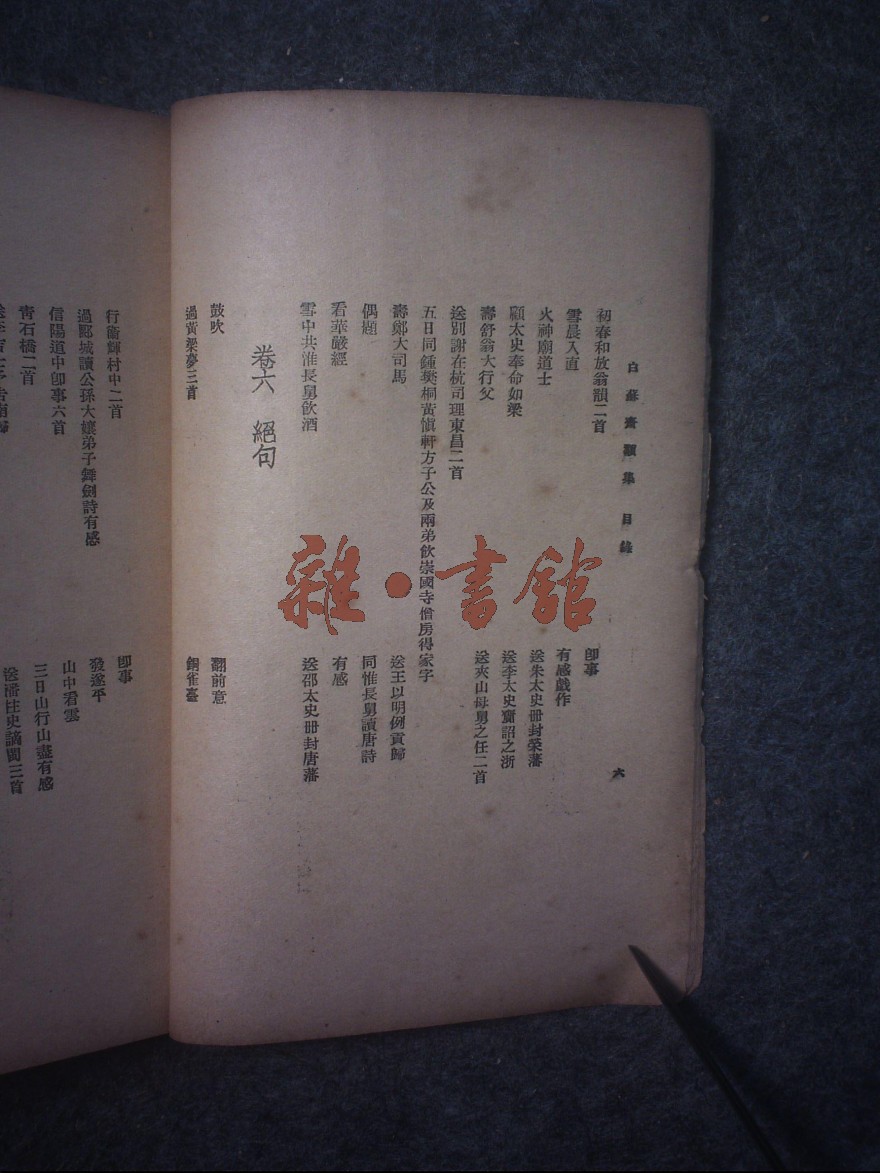 白蘇齋類集 目錄
六
初春和放翁韻二首
卽事
雪晨入直
有感戲作
火神廟道士
送朱太史册封榮藩
顧太史奉命如梁
送李太史齎詔之浙
壽舒翁大行父
送夾山母舅之任二首
送別謝在杭司理東昌二首
五日同鍾樊桐黃愼軒方子公及兩弟飮崇國寺僧房得家字
壽鄭大司馬
送王以明例貢歸
偶題
同惟長舅讀唐詩
看華嚴經
有感
雪中共惟長舅飮酒
送邵太史册封唐藩
卷六 絕句
鼓吹
翻前意
過黃粱夢三首
銅雀臺
行衞輝村中二首
卽事
過郾城讀公孫大孃弟子舞劍詩有感
發遂平
信陽道中卽事六首
山中看雲
靑石橋二首
三日山行山盡有感
送潘柱史謫閩三首
雜·書館